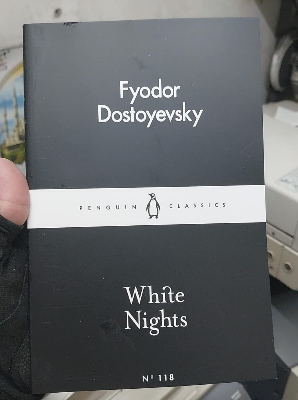 Fyodor
Dostoyevsky
PENGUIN CLASSICS
White
Nights
Nº 118